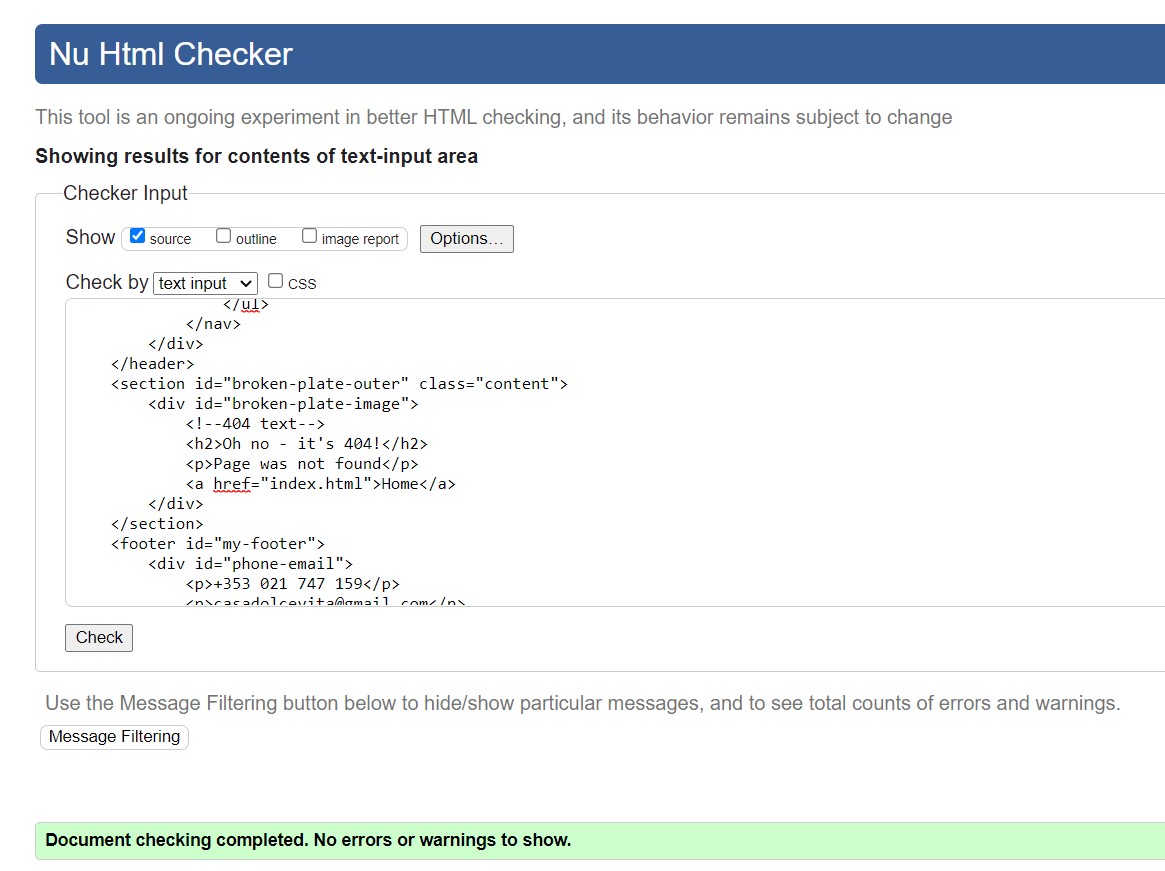 Nu Html Checker
This tool is an ongoing experiment in better HTML checking, and its behavior remains subject to change
Showing results for contents of text-input area
Checker Input
Show source outline image report Options...
Check by text input CSS
</ul>
</nav>
</div>
</header>
<section id="broken-plate-outer" class="content">
<div id="broken-plate-image">
<!--404 text-->
<h2>Oh no - it's 404!</h2>
<p>Page was not found</p>
<a href="index.html">Home</a>
</div>
</section>
<footer id="my-footer">
<div id="phone-email">
<p>+353 021 747 159</p>
<p>casadolcevita@gmail.com</p>
Check
Use the Message Filtering button below to hide/show particular messages, and to see total counts of errors and warnings.
Message Filtering
Document checking completed. No errors or warnings to show.